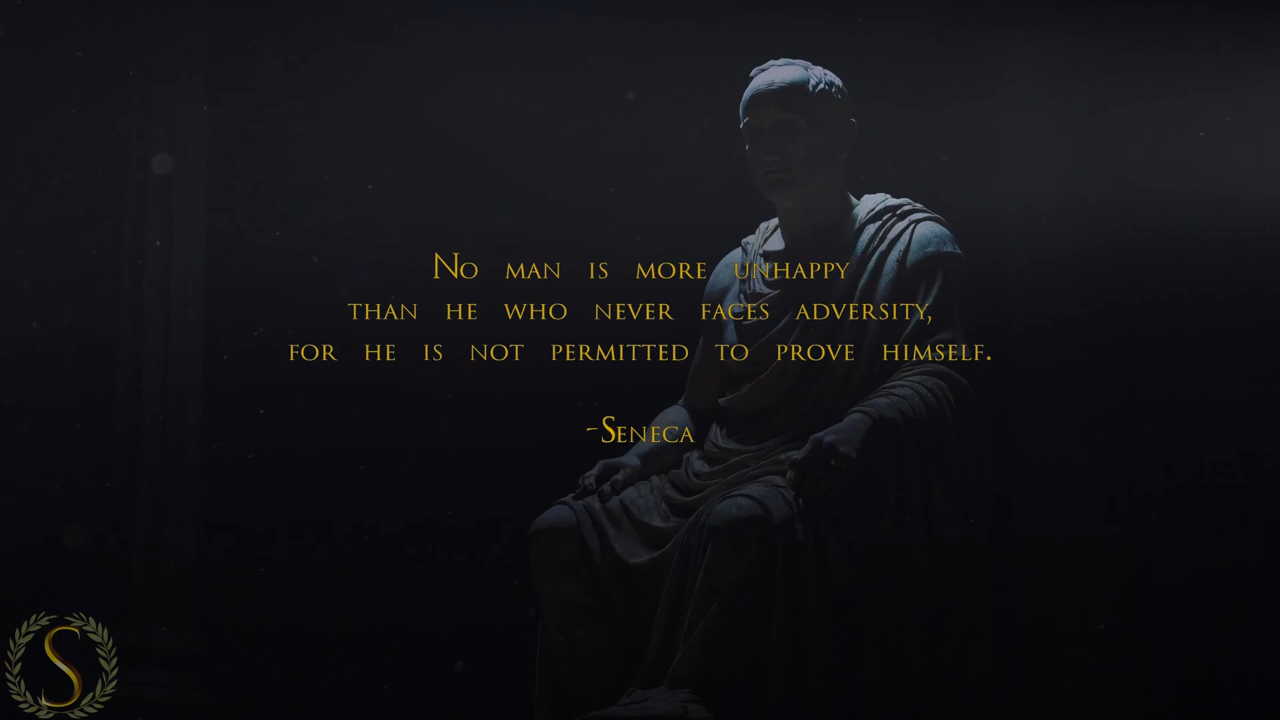 No man is more unhappy
than he who never faces adversity,
for he is not permitted to prove himself.
-Seneca
S